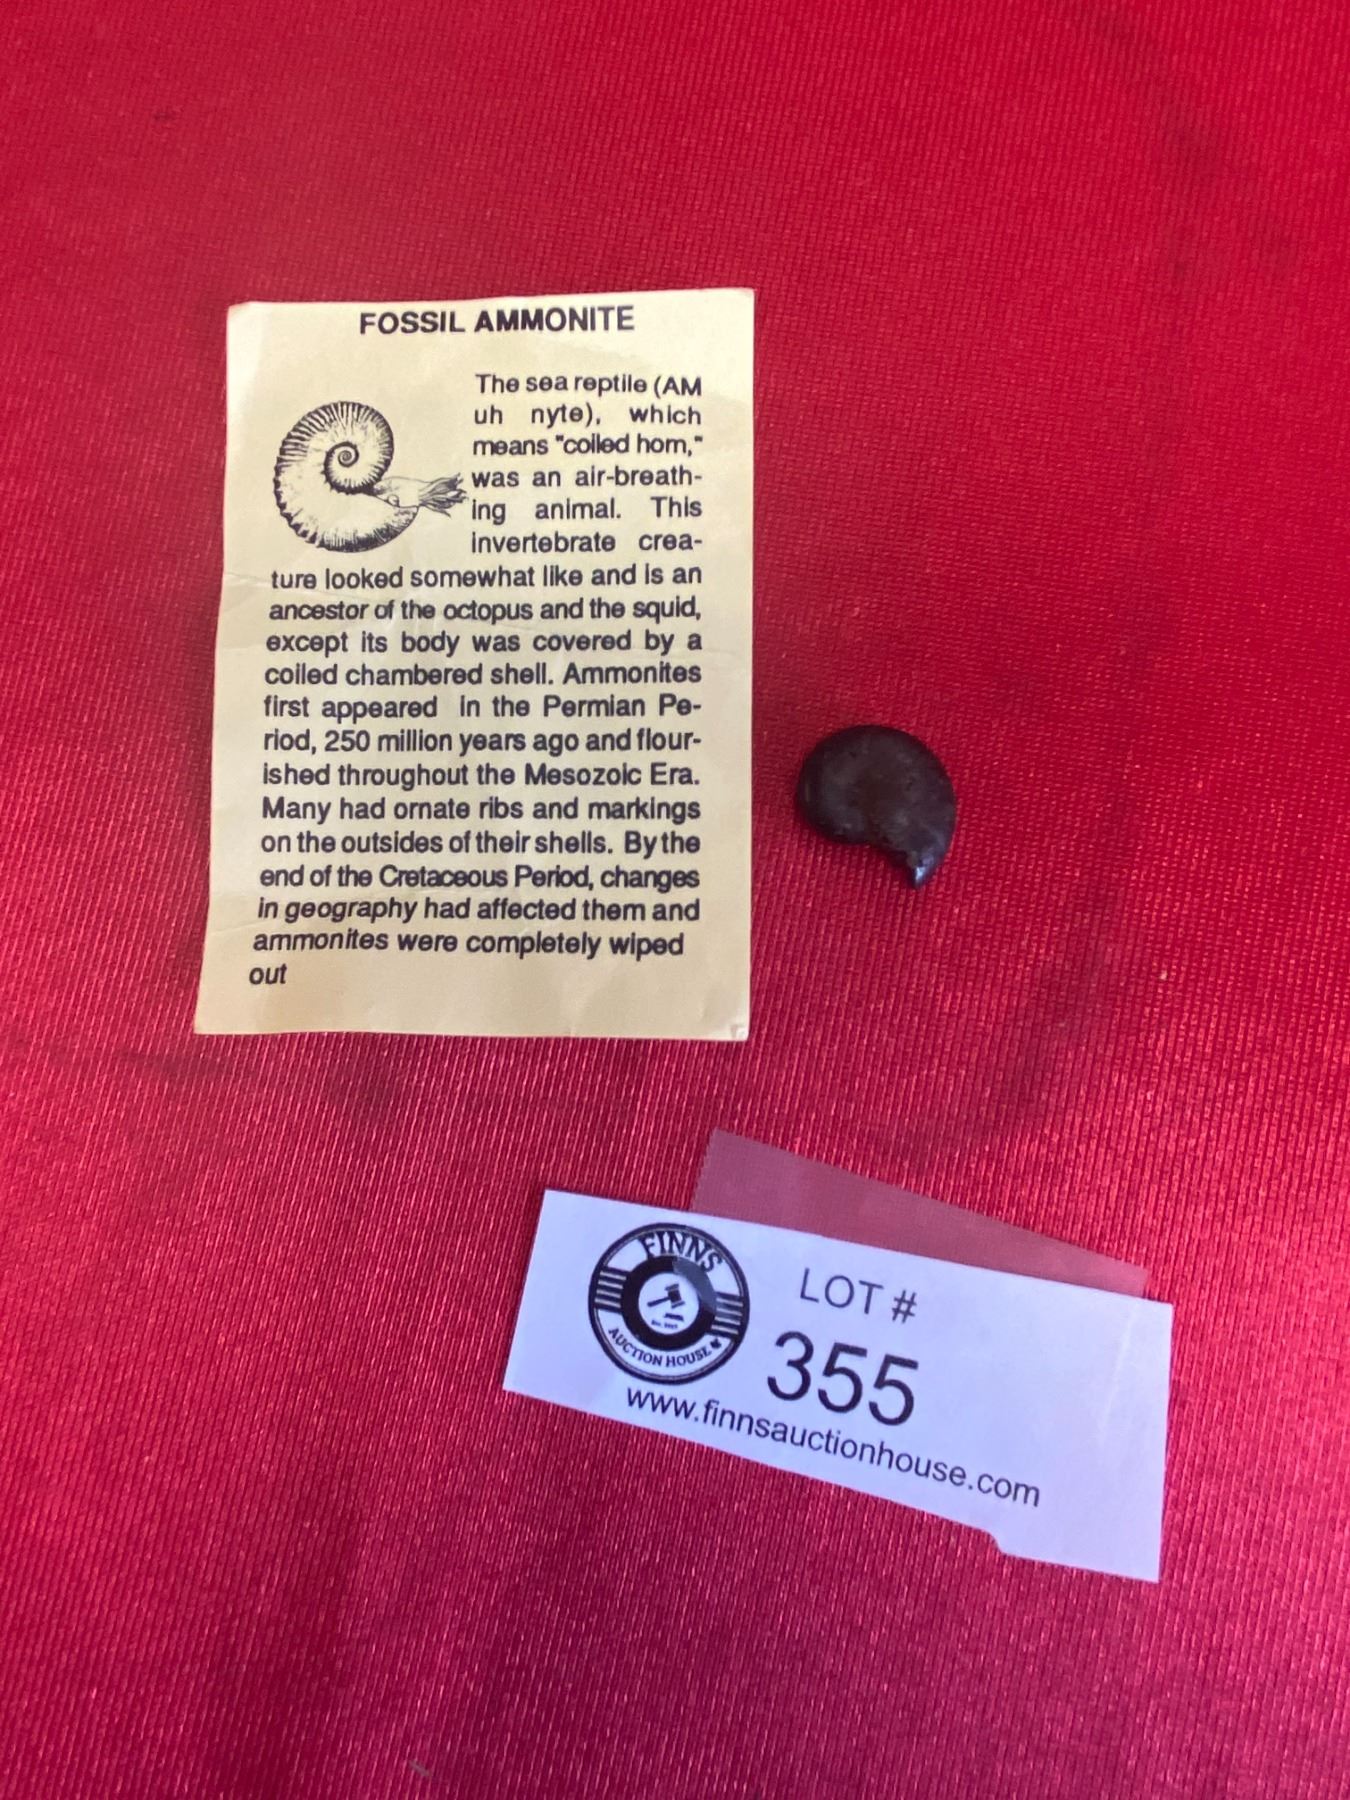 FOSSIL AMMONITE
The sea reptile (AM
uh nyte), which
means "coiled horn,"
was an air-breath-
ing animal. This
invertebrate crea-
ture looked somewhat like and is an
ancestor of the octopus and the squid,
except its body was covered by a
coiled chambered shell. Ammonites
first appeared in the Permian Pe-
riod, 250 million years ago and flour-
ished throughout the Mesozoic Era.
Many had ornate ribs and markings
on the outsides of their shells. By the
end of the Cretaceous Period, changes
in geography had affected them and
ammonites were completely wiped
out
FINNS
AUCTION HOUSE
LOT #
355
www.finnsauctionhouse.com